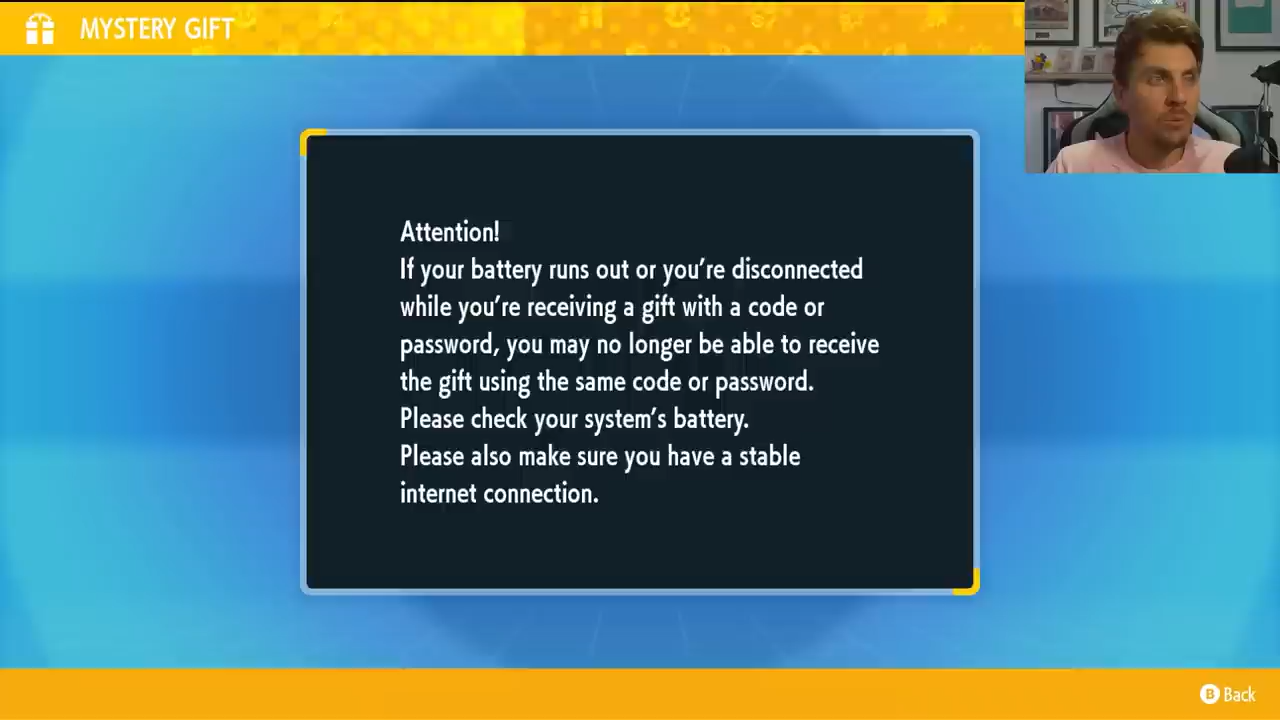 MYSTERY GIFT
Attention!
If your battery runs out or you're disconnected
while you're receiving a gift with a code or
password, you may no longer be able to receive
the gift using the same code or password.
Please check your system's battery.
Please also make sure you have a stable
internet connection.
B Back